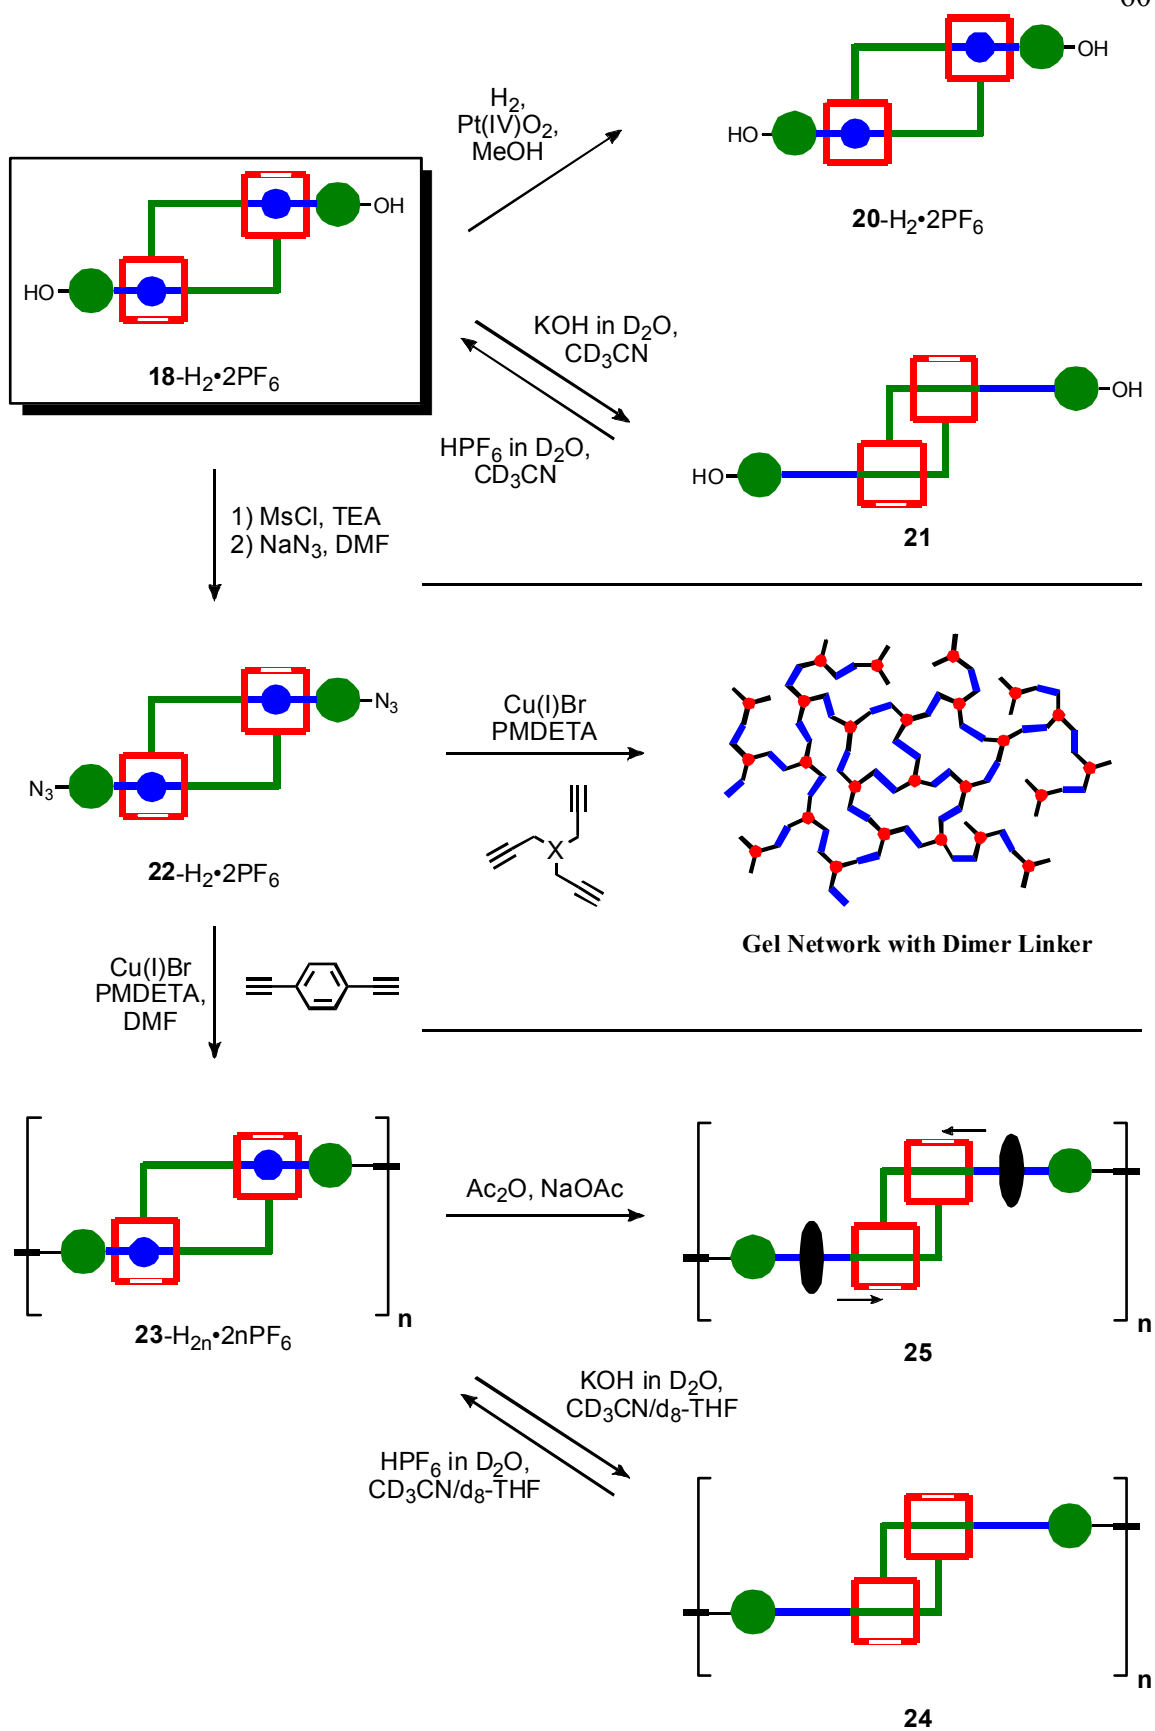 H2,
Pt(IV)O2,
MeOH
OH
HO
20-H2•2PF6
OH
HO
18-H2•2PF6
KOH in D2O,
CD3CN
HPF6 in D2O,
CD3CN
OH
HO
21
1) MsCl, TEA
2) NaN3, DMF
N3
N3
22-H2•2PF6
Cu(I)Br
PMDETA
X
Gel Network with Dimer Linker
Cu(I)Br
PMDETA,
DMF
n
23-H2n•2nPF6
Ac2O, NaOAc
n
25
KOH in D2O,
CD3CN/d8-THF
HPF6 in D2O,
CD3CN/d8-THF
n
24